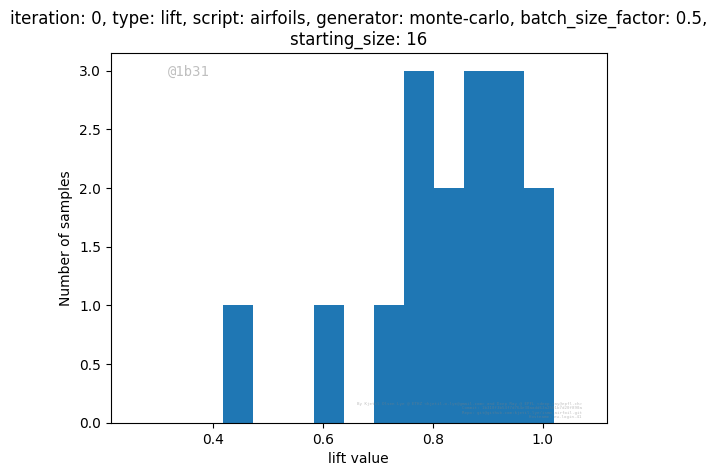 iteration: 0, type: lift, script: airfoils, generator: monte-carlo, batch_size_factor: 0.5,
starting_size: 16
@1b31
3.0
2.5
2.0
1.5
1.0
0.5
0.0
Number of samples
0.4 0.6 0.8 1.0
lift value